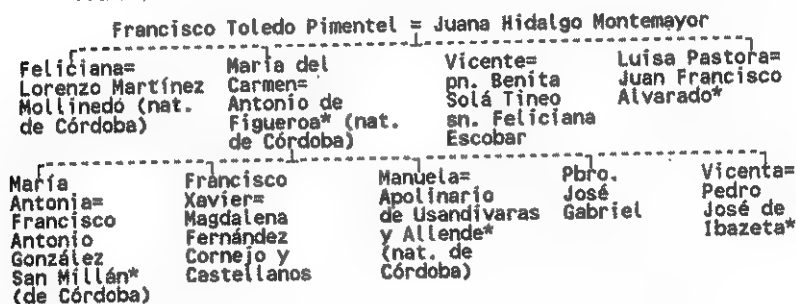 Francisco Toledo Pimentel = Juana Hidalgo Montemayor
Feliciana=
Lorenzo Martínez
Mollinedó (nat.
de Córdoba)
María del
Carmen=
Antonio de
Figueroa* (nat.
de Córdoba)
Vicente=
pn. Benita
Solá Tineo
sn. Feliciana
Escobar
Luisa Pastora=
Juan Francisco
Alvarado*
María
Antonia=
Francisco
Antonio
González
San Millán*
(de Córdoba)
Francisco
Xavier=
Magdalena
Fernández
Cornejo y
Castellanos
Manuela=
Apolinario
de Usandivaras
y Allende*
(nat. de
Córdoba)
Pbro.
José
Gabriel
Vicenta=
Pedro
José de
Ibazeta*